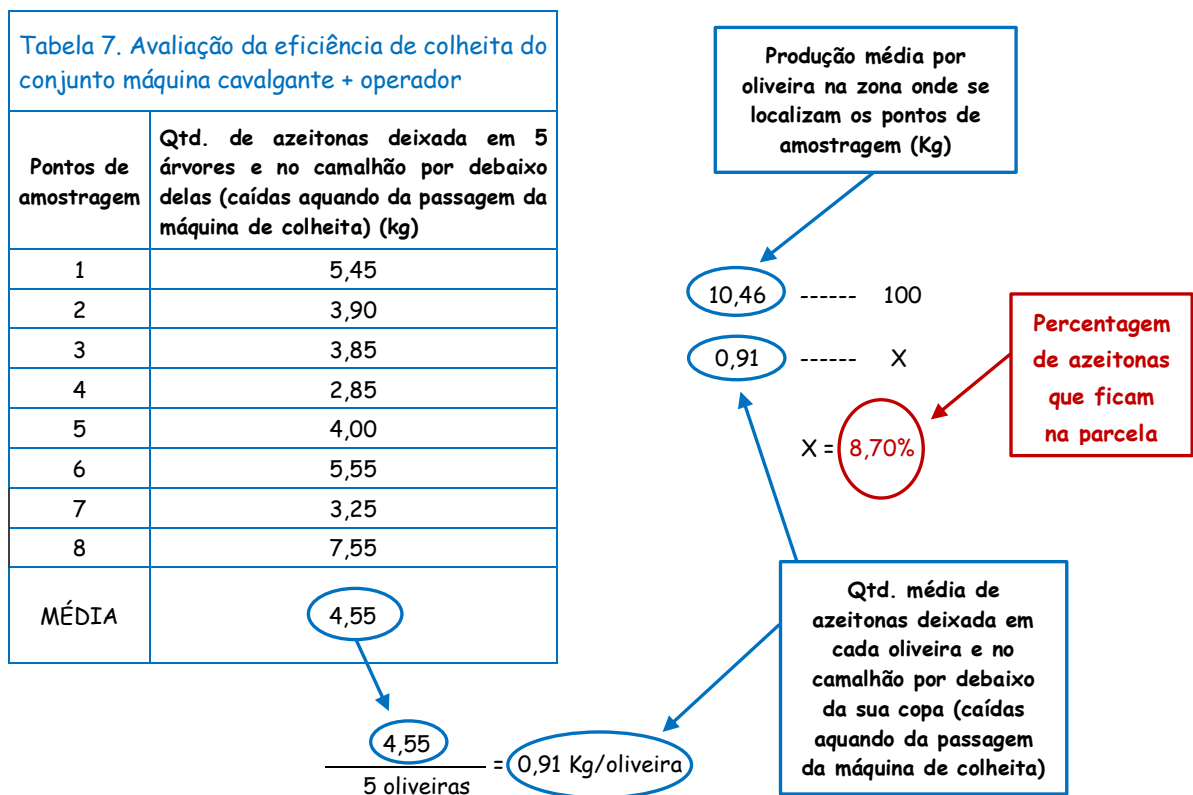 Tabela 7. Avaliação da eficiência de colheita do
conjunto máquina cavalgante + operador
Pontos de
amostragem
Qtd. de azeitonas deixada em 5
árvores e no camalhão por debaixo
delas (caídas aquando da passagem da
máquina de colheita) (kg)
1 5,45
2 3,90
3 3,85
4 2,85
5 4,00
6 5,55
7 3,25
8 7,55
MÉDIA 4,55
4,55
5 oliveiras
= 0,91 Kg/oliveira
Produção média por
oliveira na zona onde se
localizam os pontos de
amostragem (Kg)
10,46 ------ 100
0,91 ------ X
X = 8,70%
Percentagem
de azeitonas
que ficam
na parcela
Qtd. média de
azeitonas deixada em
cada oliveira e no
camalhão por debaixo
da sua copa (caídas
aquando da passagem
da máquina de colheita)